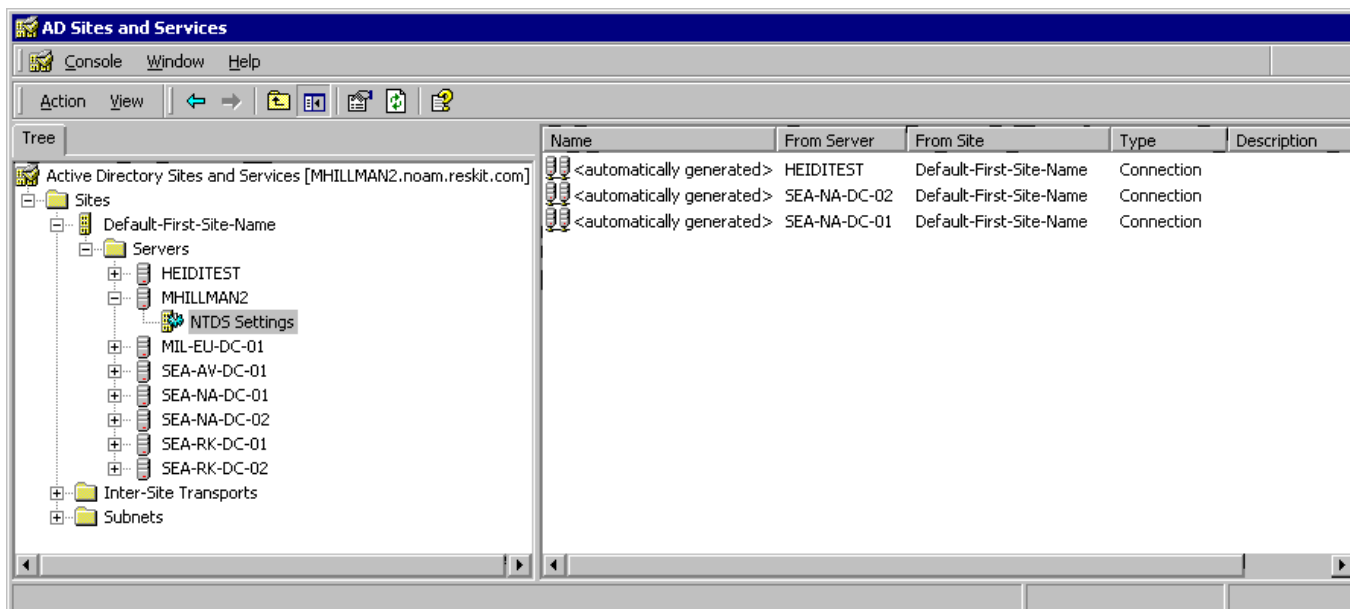 AD Sites and Services
Console Window Help
Action View
Tree
Active Directory Sites and Services [MHILLMAN2.noam.reskit.com]
Sites
Default-First-Site-Name
Servers
HEIDITEST
MHILLMAN2
NTDS Settings
MIL-EU-DC-01
SEA-AV-DC-01
SEA-NA-DC-01
SEA-NA-DC-02
SEA-RK-DC-01
SEA-RK-DC-02
Inter-Site Transports
Subnets
Name From Server From Site Type Description
<automatically generated> HEIDITEST Default-First-Site-Name Connection
<automatically generated> SEA-NA-DC-02 Default-First-Site-Name Connection
<automatically generated> SEA-NA-DC-01 Default-First-Site-Name Connection